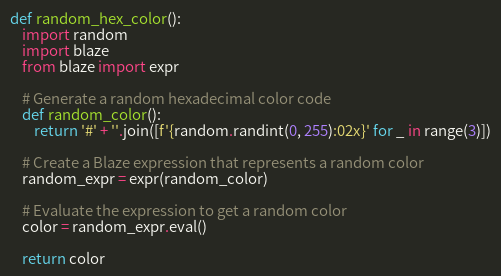 def random_hex_color():
    import random
    import blaze
    from blaze import expr

    # Generate a random hexadecimal color code
    def random_color():
        return '#' + ''.join([f'{random.randint(0, 255):02x}' for _ in range(3)])

    # Create a Blaze expression that represents a random color
    random_expr = expr(random_color)

    # Evaluate the expression to get a random color
    color = random_expr.eval()

    return color